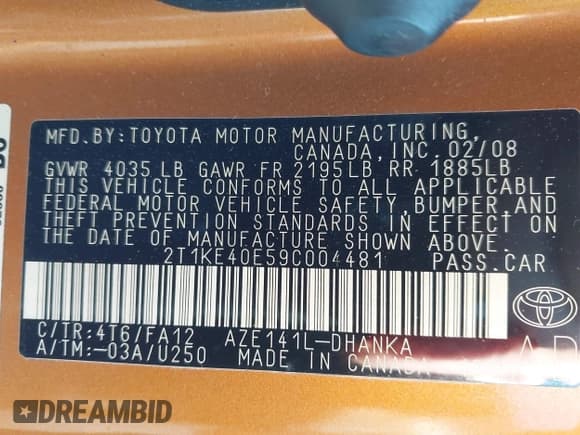 MFD.BY:TOYOTA MOTOR MANUFACTURING,
CANADA, INC. 02/08
GVWR 4035 LB GAWR FR 2195LB RR 1885LB
THIS VEHICLE CONFORMS TO ALL APPLICABLE
FEDERAL MOTOR VEHICLE SAFETY, BUMPER AND
THEFT PREVENTION STANDARDS IN EFFECT ON
THE DATE OF MANUFACTURE SHOWN ABOVE.
2T1KE40E59C004481 PASS.CAR
C/TR:4T6/FA12 AZE141L-DHANKA
A/TM:-03A/U250 MADE IN CANADA
DREAMBID